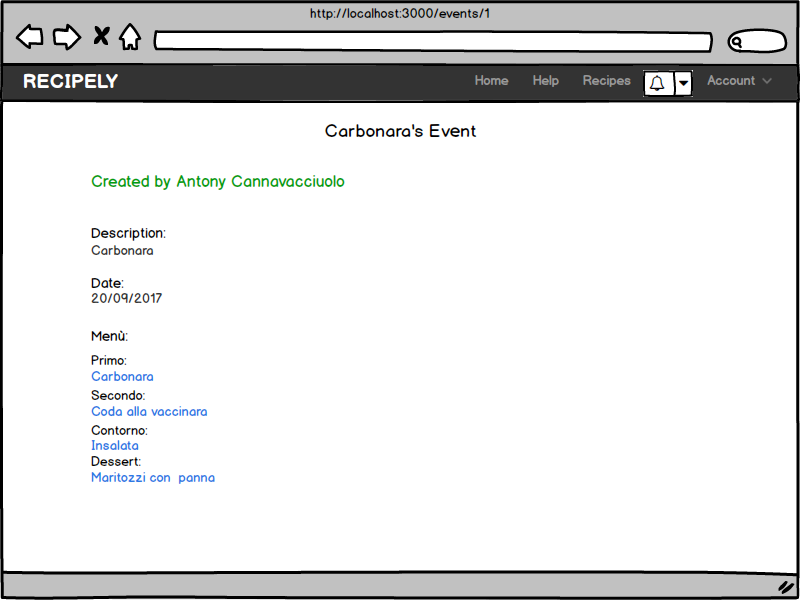 http://localhost:3000/events/1
RECIPELY Home Help Recipes Account
Carbonara's Event
Created by Antony Cannavacciuolo
Description:
Carbonara
Date:
20/09/2017
Menù:
Primo:
Carbonara
Secondo:
Coda alla vaccinara
Contorno:
Insalata
Dessert:
Maritozzi con panna